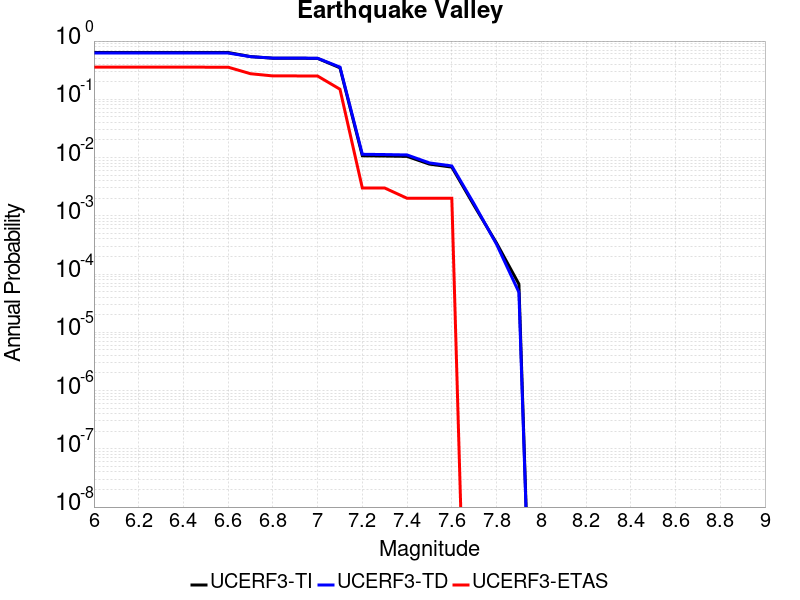 Earthquake Valley
10^0
10^-1
10^-2
10^-3
10^-4
10^-5
10^-6
10^-7
10^-8
Annual Probability
6 6.2 6.4 6.6 6.8 7 7.2 7.4 7.6 7.8 8 8.2 8.4 8.6 8.8 9
Magnitude
UCERF3-TI UCERF3-TD UCERF3-ETAS